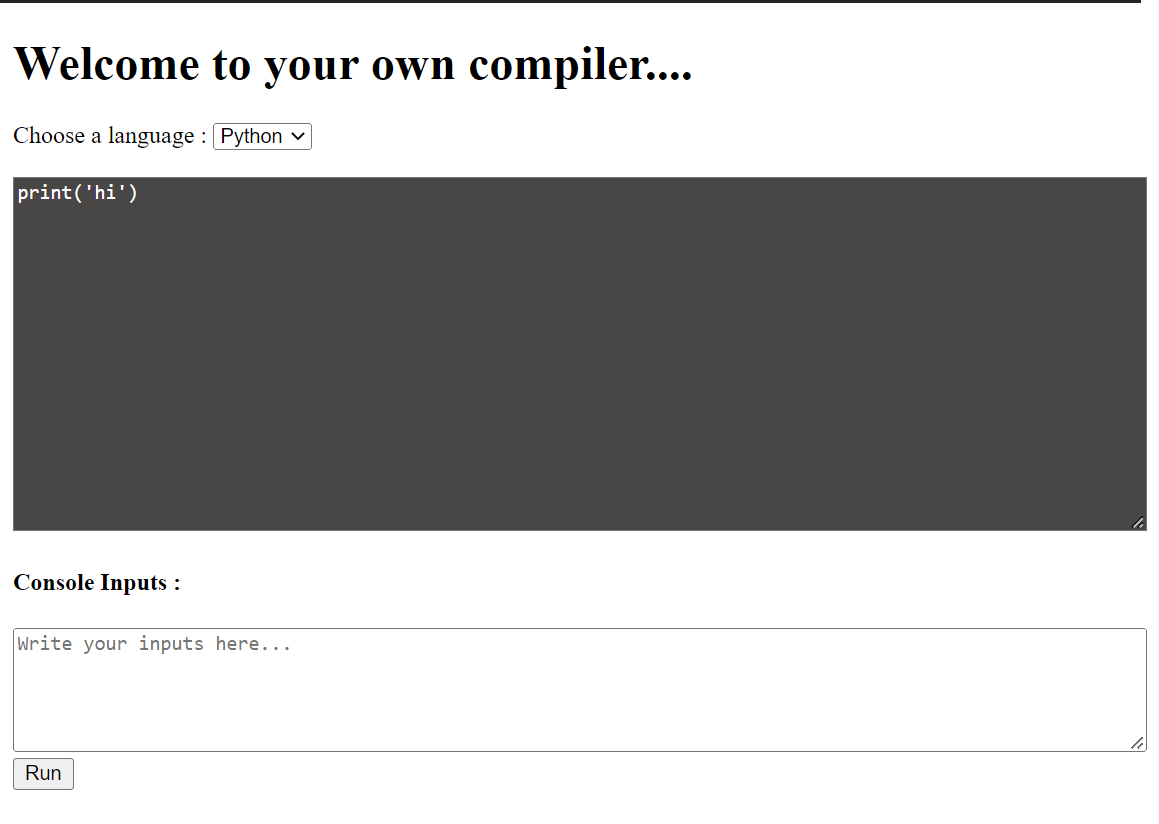 Welcome to your own compiler....
Choose a language : Python
print('hi')
Console Inputs :
Write your inputs here...
Run